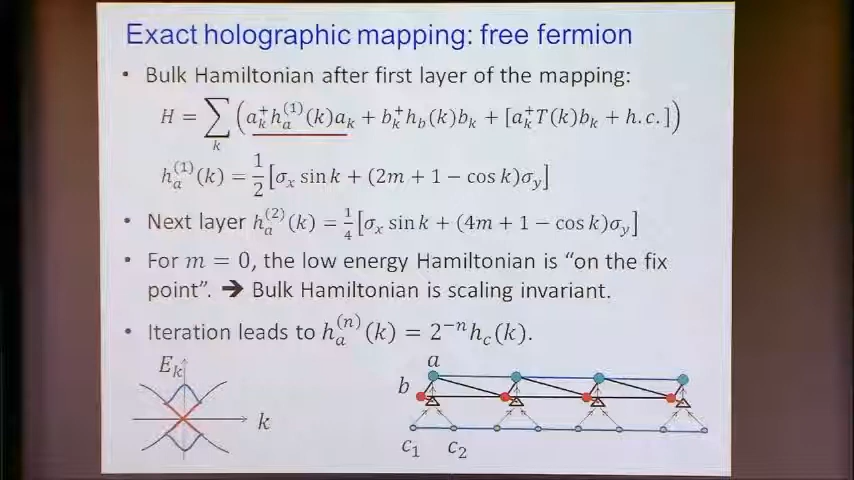 Exact holographic mapping: free fermion
• Bulk Hamiltonian after first layer of the mapping:
H = ∑_k (a_k^+ h_a^{(1)}(k)a_k + b_k^+ h_b(k)b_k + [a_k^+ T(k)b_k + h.c.])
h_a^{(1)}(k) = 1/2 [σ_x sin k + (2m + 1 − cos k)σ_y]
• Next layer h_a^{(2)}(k) = 1/4 [σ_x sin k + (4m + 1 − cos k)σ_y]
• For m = 0, the low energy Hamiltonian is "on the fix
point". ➔ Bulk Hamiltonian is scaling invariant.
• Iteration leads to h_a^{(n)}(k) = 2^{−n} h_c(k).
E_k
k
a
b
c_1 c_2